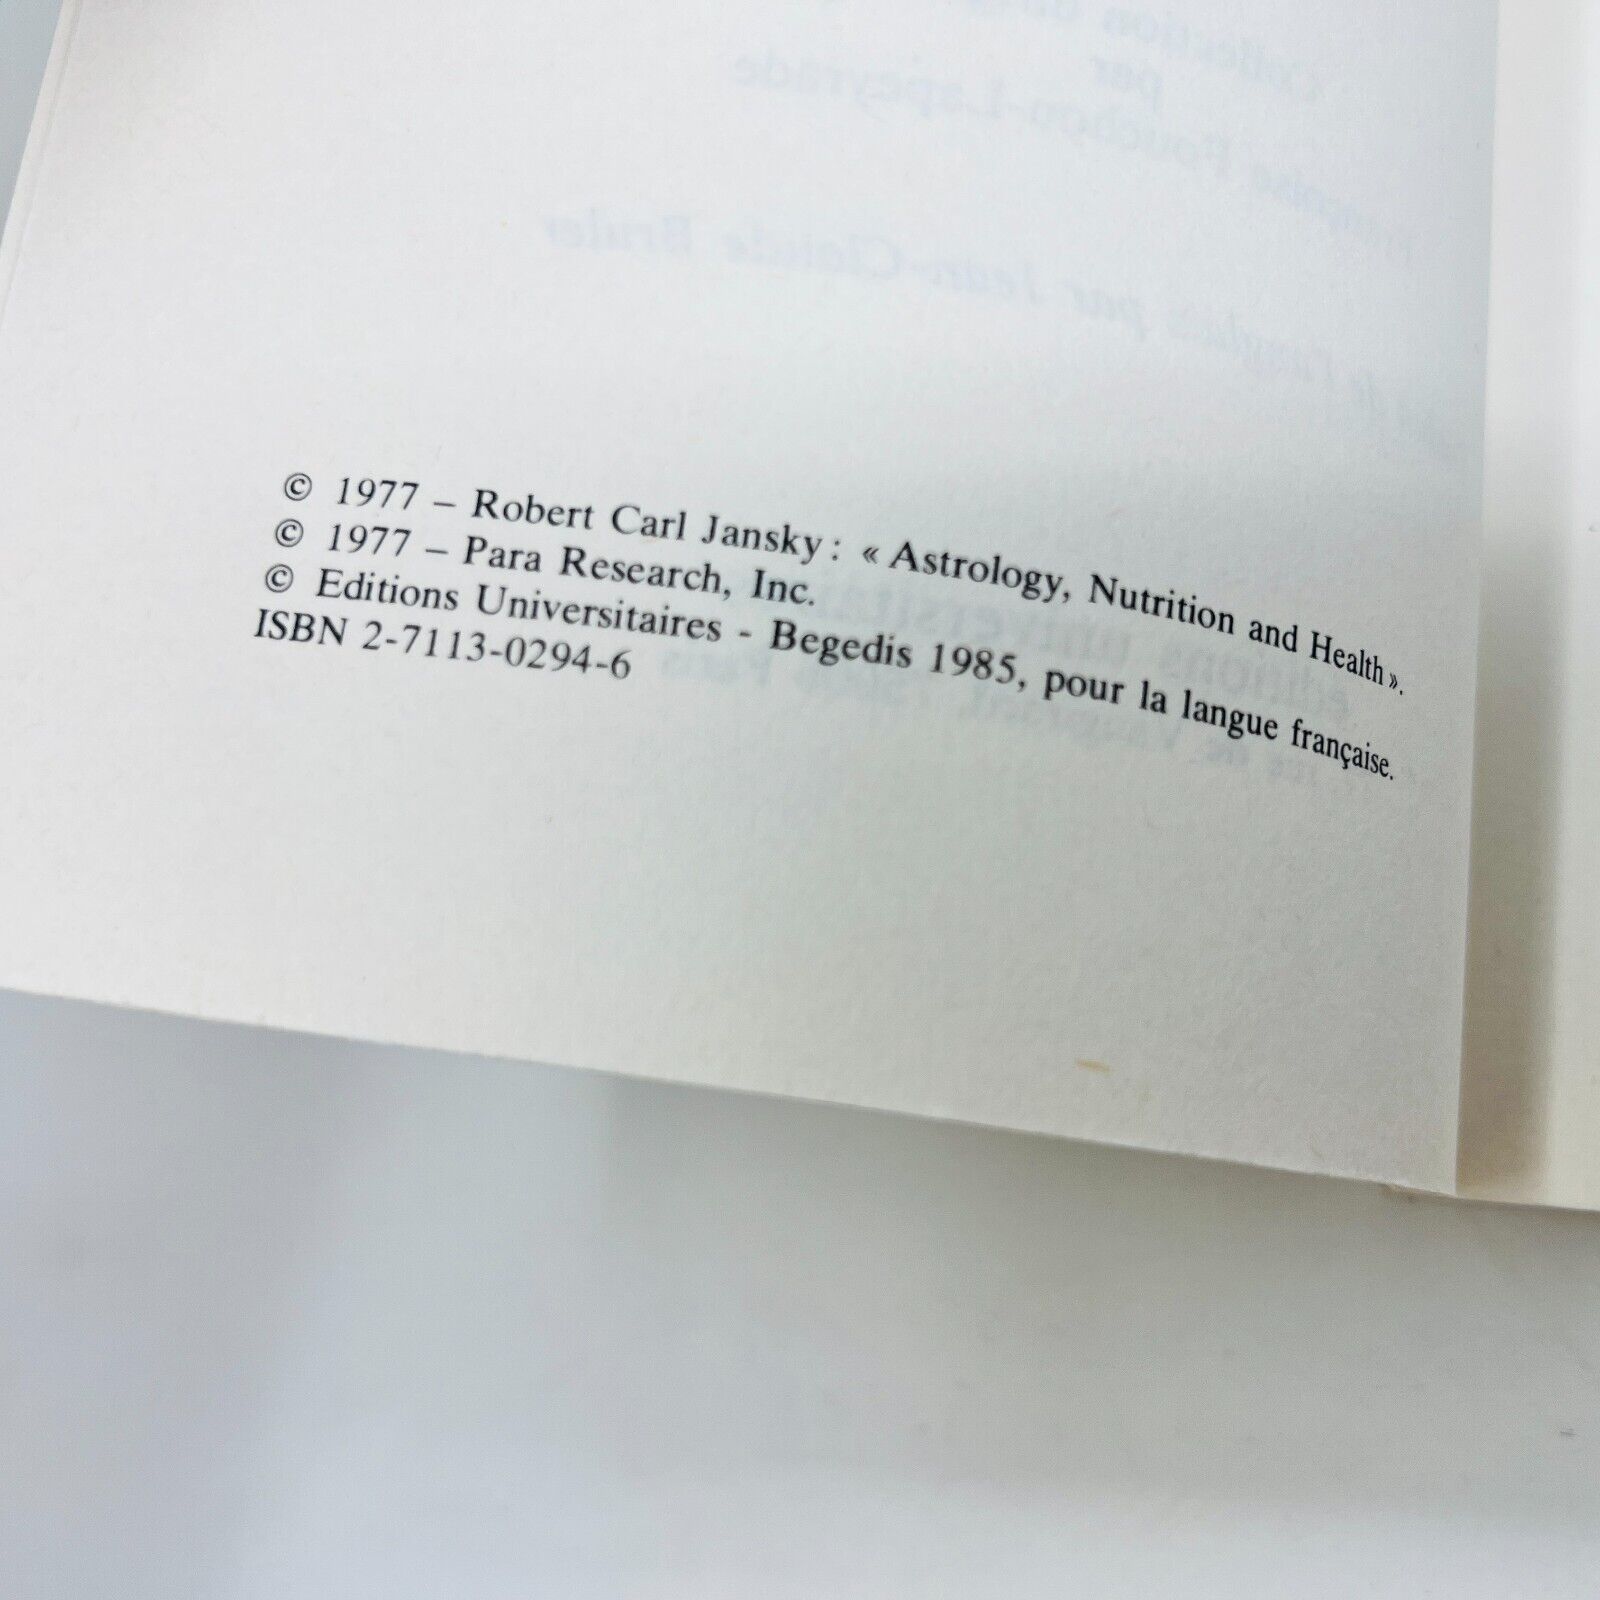 © 1977 – Robert Carl Jansky : « Astrology, Nutrition and Health ».
© 1977 – Para Research, Inc.
© Editions Universitaires - Begedis 1985, pour la langue française.
ISBN 2-7113-0294-6